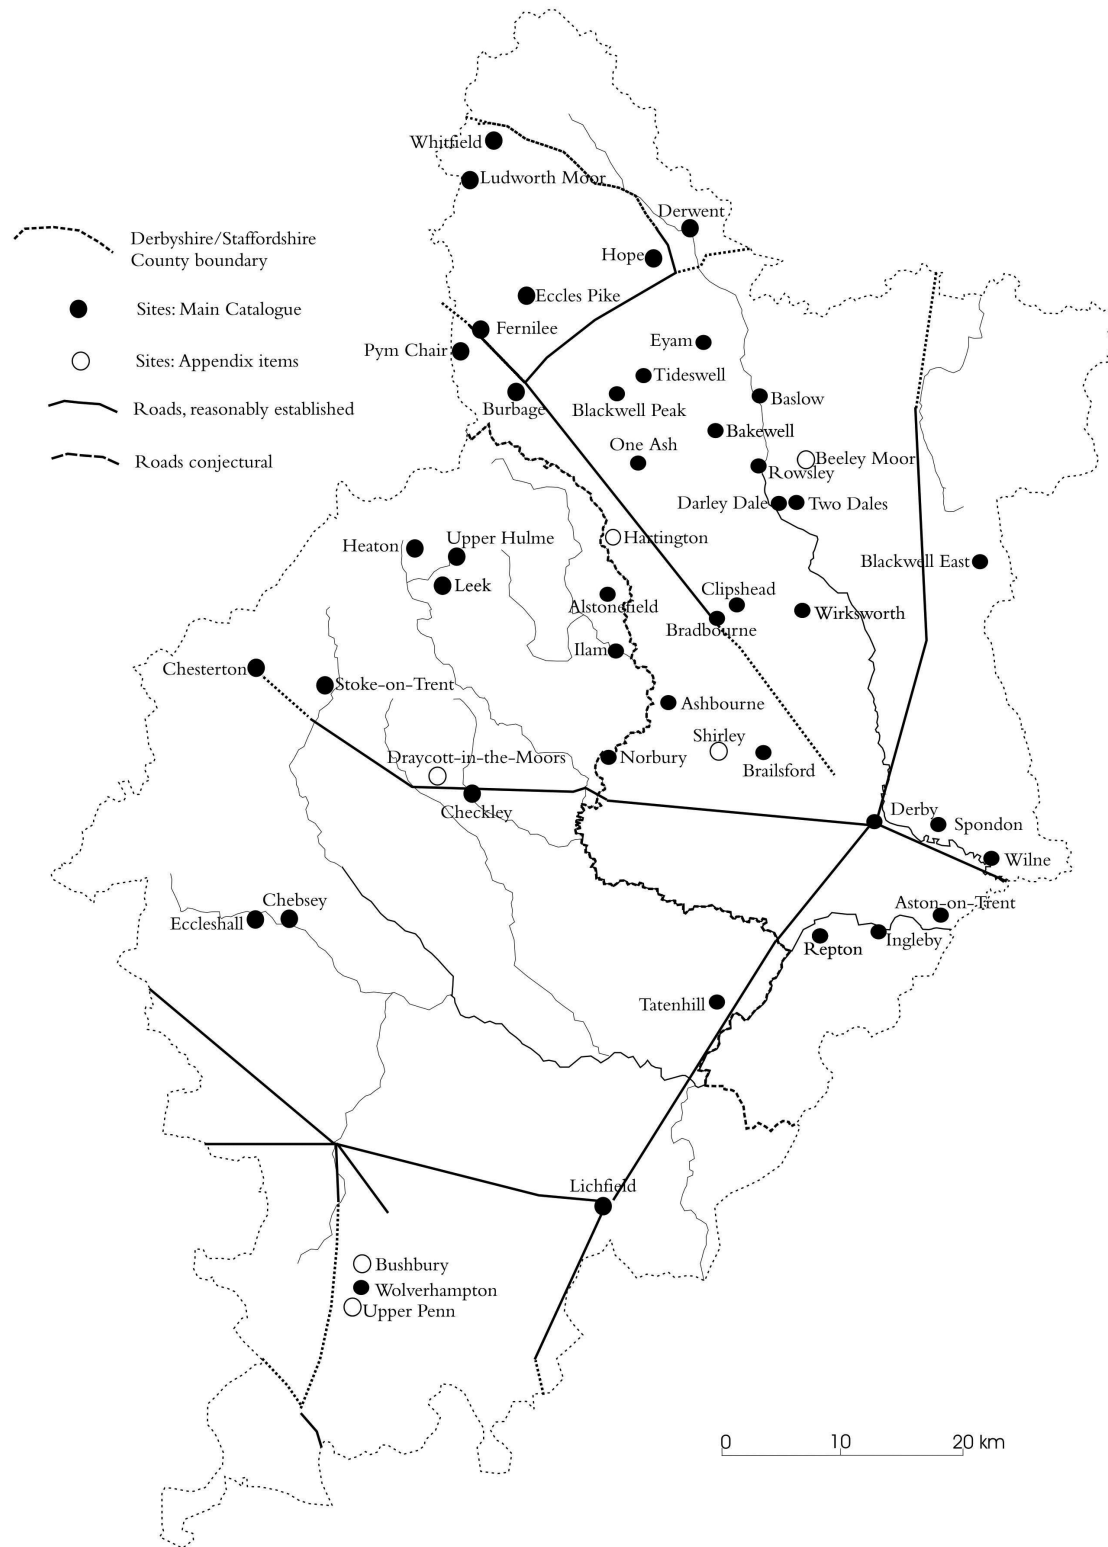 Whitfield
Ludworth Moor
Derwent
Derbyshire/Staffordshire
County boundary
Hope
Eccles Pike
Sites: Main Catalogue
Fernilee
Eyam
Pym Chair
Sites: Appendix items
Tideswell
Baslow
Roads, reasonably established
Burbage
Blackwell Peak
Bakewell
One Ash
Beeley Moor
Roads conjectural
Rowsley
Darley Dale
Two Dales
Hartington
Upper Hulme
Heaton
Blackwell East
Leek
Clipshead
Alstonefield
Wirksworth
Bradbourne
Ilam
Chesterton
Stoke-on-Trent
Ashbourne
Shirley
Draycott-in-the-Moors
Norbury
Brailsford
Checkley
Derby
Spondon
Wilne
Chebsey
Aston-on-Trent
Eccleshall
Ingleby
Repton
Tatenhill
Lichfield
Bushbury
Wolverhampton
Upper Penn
0 10 20 km